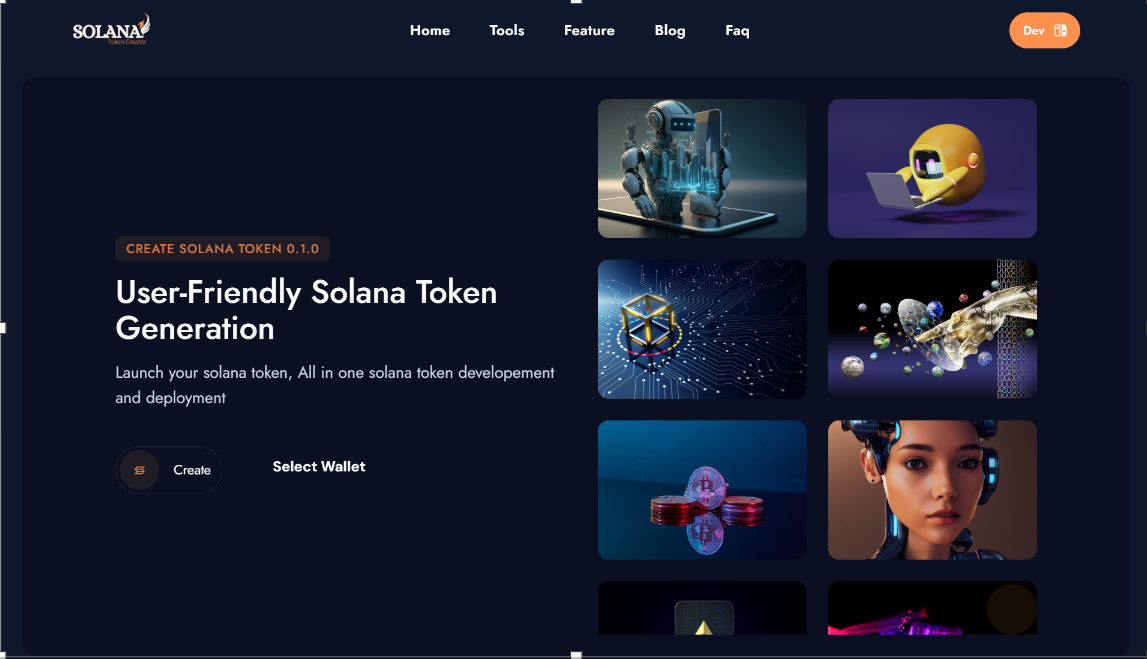 SOLANA
Token Creator
Home Tools Feature Blog Faq
Dev
CREATE SOLANA TOKEN 0.1.0
User-Friendly Solana Token
Generation
Launch your solana token, All in one solana token developement
and deployment
Create
Select Wallet